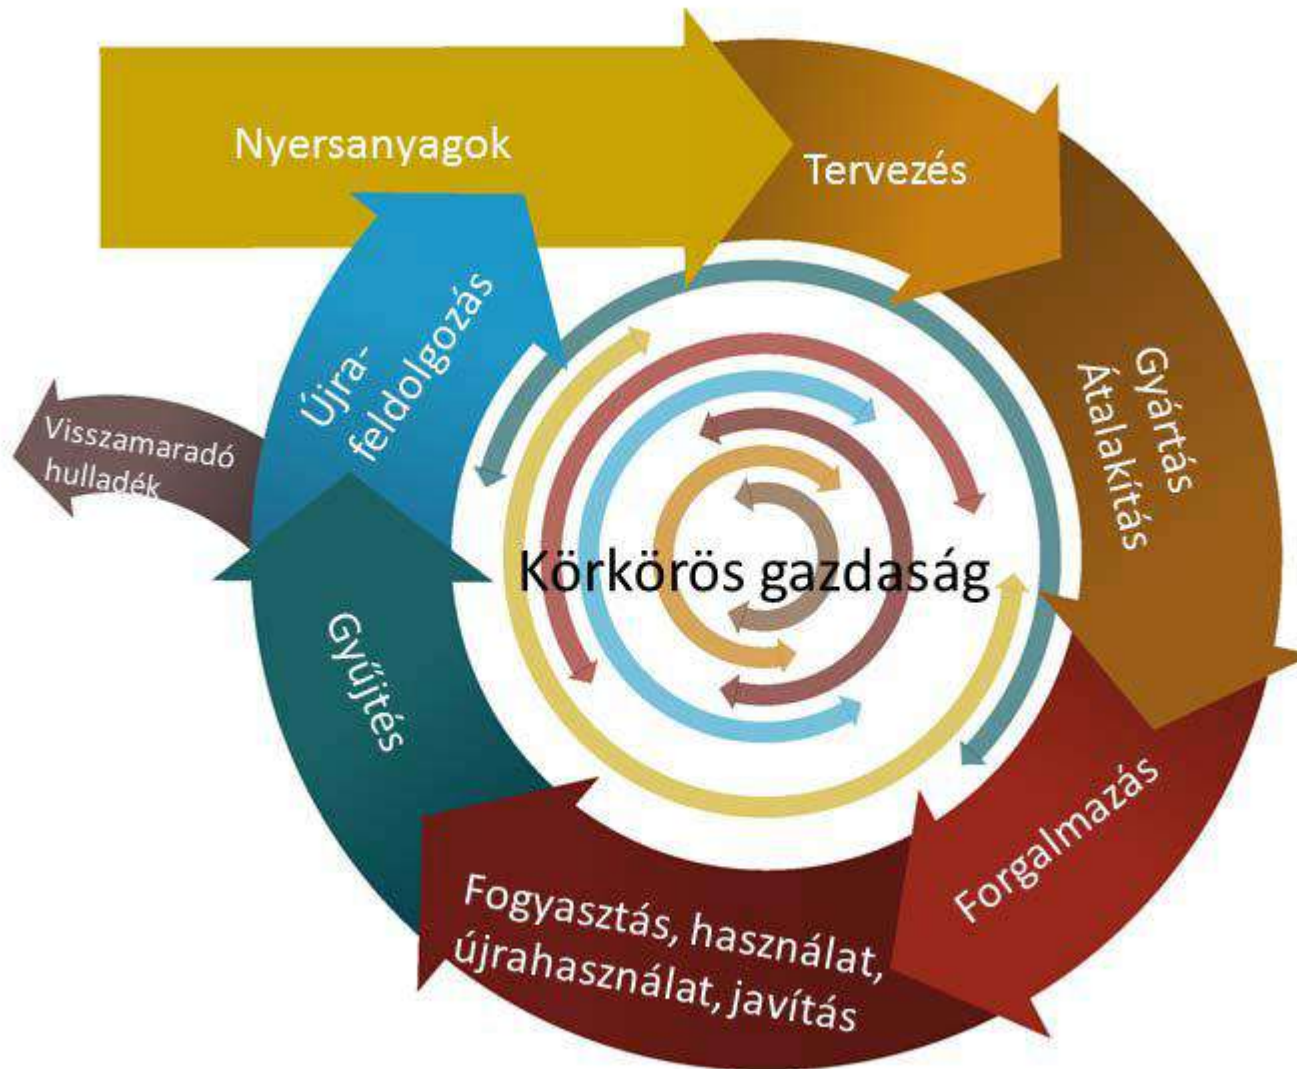 Nyersanyagok
Tervezés
Gyártás
Átalakítás
Forgalmazás
Fogyasztás, használat,
újrahasználat, javítás
Gyűjtés
Újra-
feldolgozás
Visszamaradó
hulladék
Körkörös gazdaság